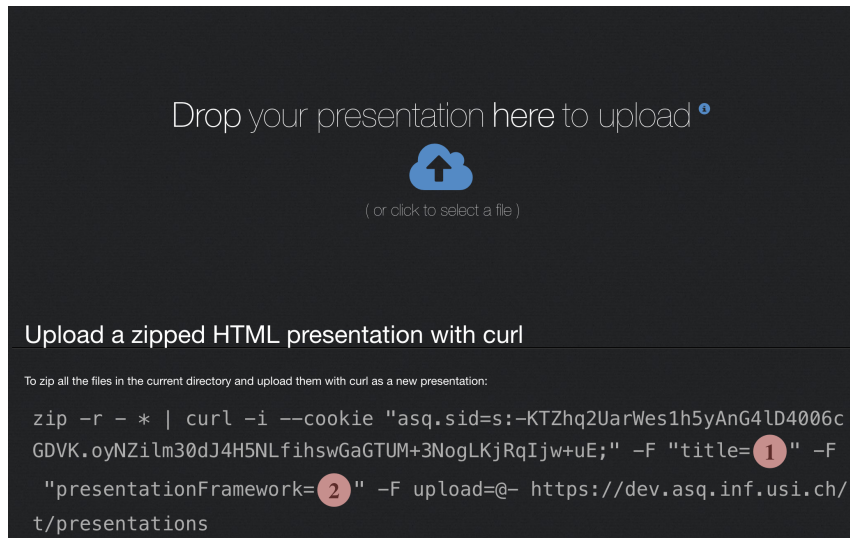 Drop your presentation here to upload
( or click to select a file )
Upload a zipped HTML presentation with curl
To zip all the files in the current directory and upload them with curl as a new presentation:
zip -r - * | curl -i --cookie "asq.sid=s:-KTZhq2UarWes1h5yAnG4lD4006c
GDVK.oyNZilm30dJ4H5NLfihswGaGTUM+3NogLKjRqIjw+uE;" -F "title=1" -F
"presentationFramework=2" -F upload=@- https://dev.asq.inf.usi.ch/
t/presentations